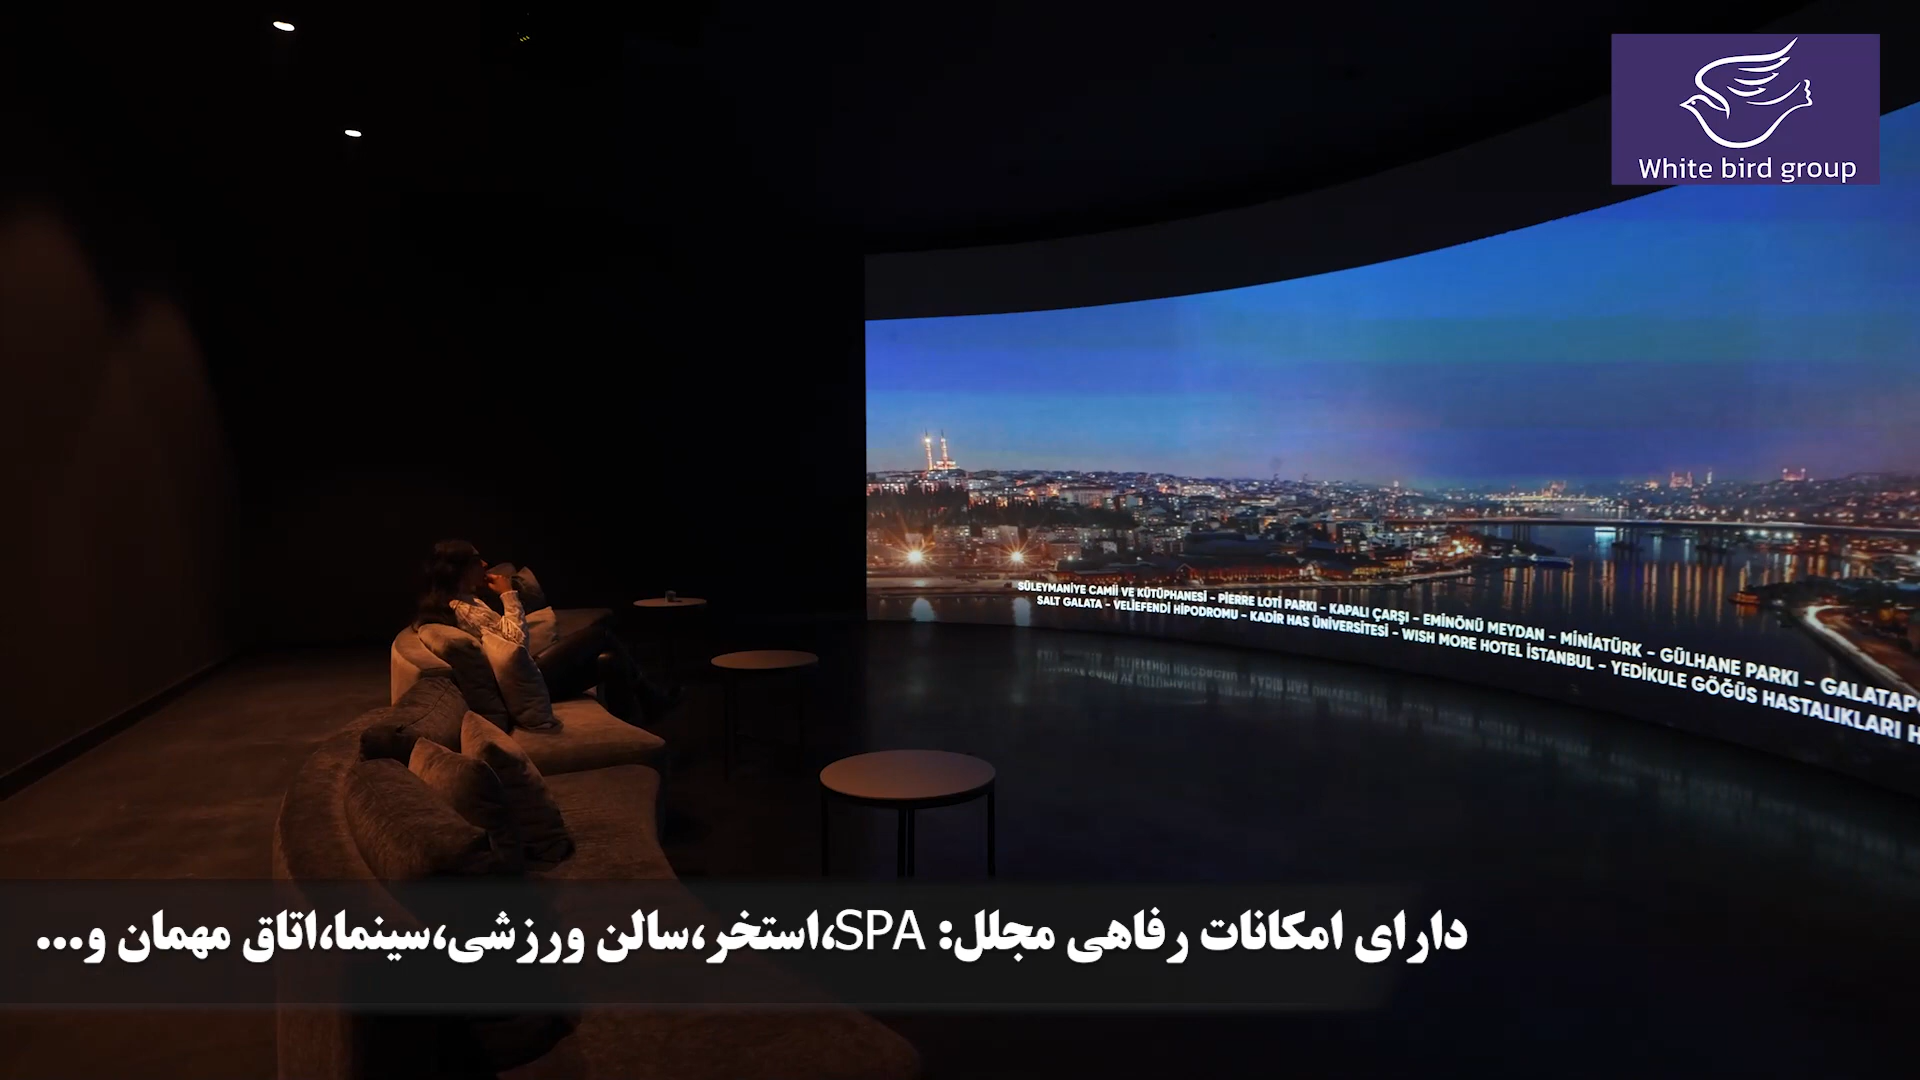 White bird group
SÜLEYMANİYE CAMİİ VE KÜTÜPHANESİ - PİERRE LOTİ PARKI - KAPALI ÇARŞI - EMİNÖNÜ MEYDAN - MİNİATÜRK - GÜLHANE PARKI - GALATAP
SALT GALATA - VELİEFENDİ HİPODROMU - KADİR HAS ÜNİVERSİTESİ - WISH MORE HOTEL İSTANBUL - YEDİKULE GÖĞÜS HASTALIKLARI H
دارای امکانات رفاهی مجلل: SPA،استخر،سالن ورزشی،سینما،اتاق مهمان و...